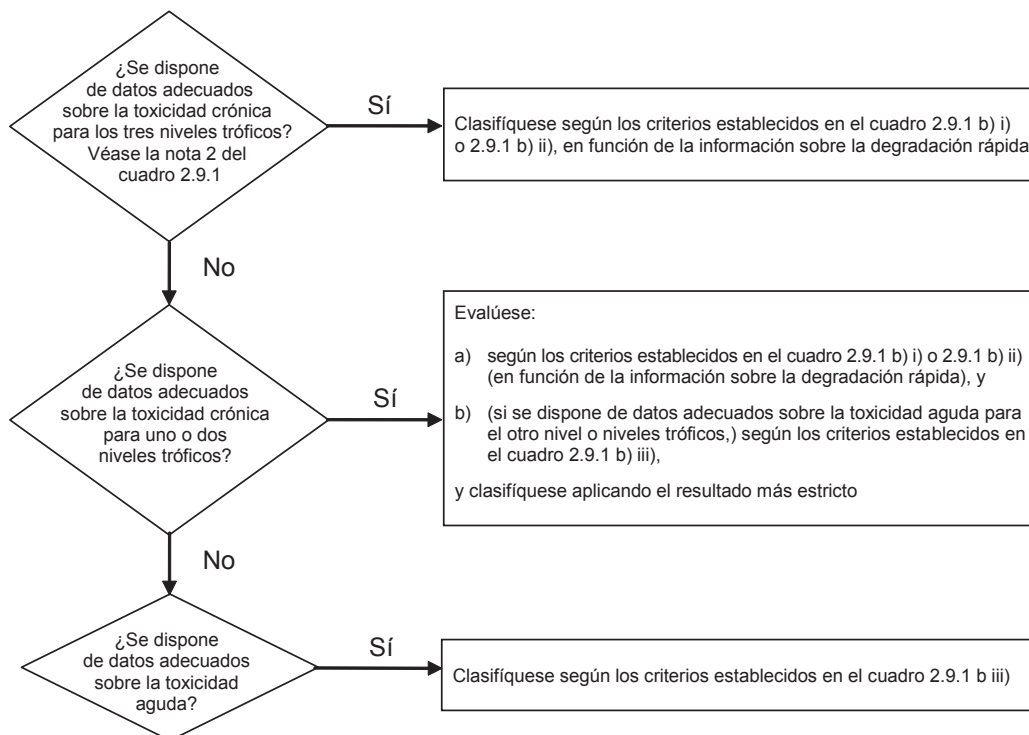 ¿Se dispone
de datos adecuados
sobre la toxicidad crónica
para los tres niveles tróficos?
Véase la nota 2 del
cuadro 2.9.1
Sí
Clasifíquese según los criterios establecidos en el cuadro 2.9.1 b) i)
o 2.9.1 b) ii), en función de la información sobre la degradación rápida
No
¿Se dispone
de datos adecuados
sobre la toxicidad crónica
para uno o dos
niveles tróficos?
Sí
Evalúese:
a) según los criterios establecidos en el cuadro 2.9.1 b) i) o 2.9.1 b) ii)
(en función de la información sobre la degradación rápida), y
b) (si se dispone de datos adecuados sobre la toxicidad aguda para
el otro nivel o niveles tróficos,) según los criterios establecidos en
el cuadro 2.9.1 b) iii),
y clasifíquese aplicando el resultado más estricto
No
¿Se dispone
de datos adecuados
sobre la toxicidad
aguda?
Sí
Clasifíquese según los criterios establecidos en el cuadro 2.9.1 b iii)